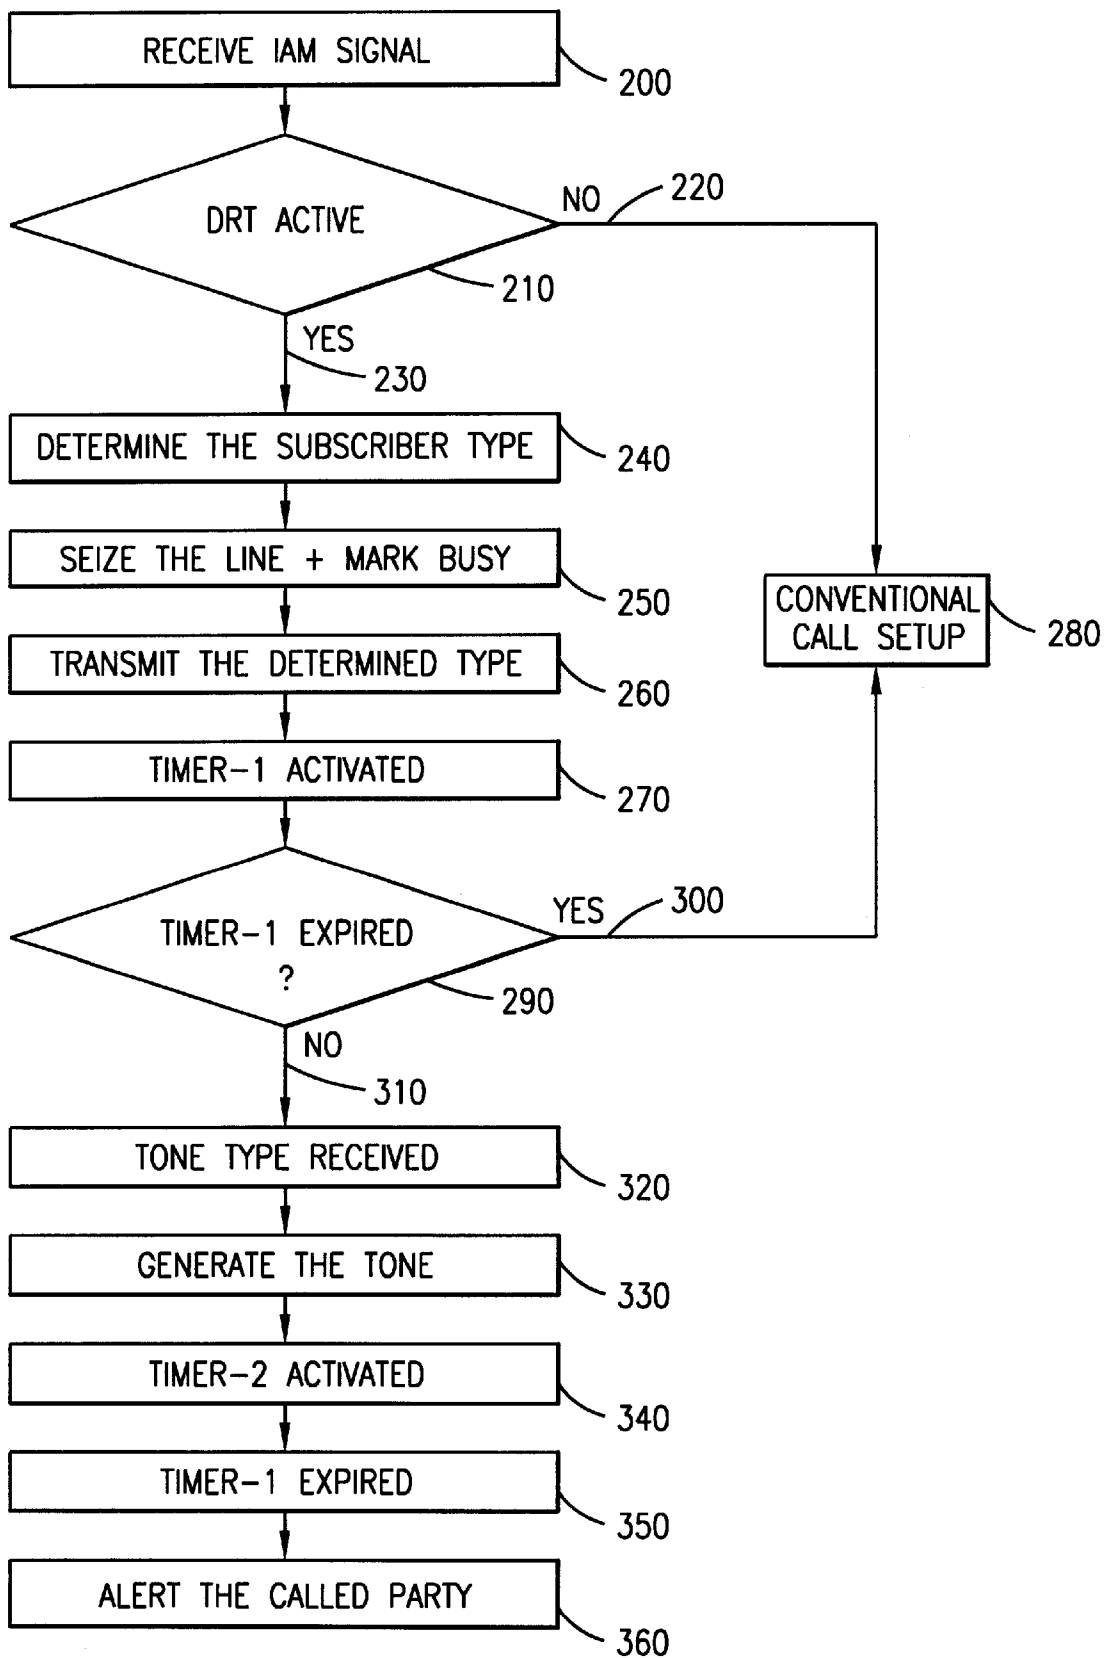 RECEIVE IAM SIGNAL
200
DRT ACTIVE
NO
220
210
YES
230
DETERMINE THE SUBSCRIBER TYPE
240
SEIZE THE LINE + MARK BUSY
250
CONVENTIONAL
CALL SETUP
280
TRANSMIT THE DETERMINED TYPE
260
TIMER-1 ACTIVATED
270
TIMER-1 EXPIRED
?
YES
300
290
NO
310
TONE TYPE RECEIVED
320
GENERATE THE TONE
330
TIMER-2 ACTIVATED
340
TIMER-1 EXPIRED
350
ALERT THE CALLED PARTY
360